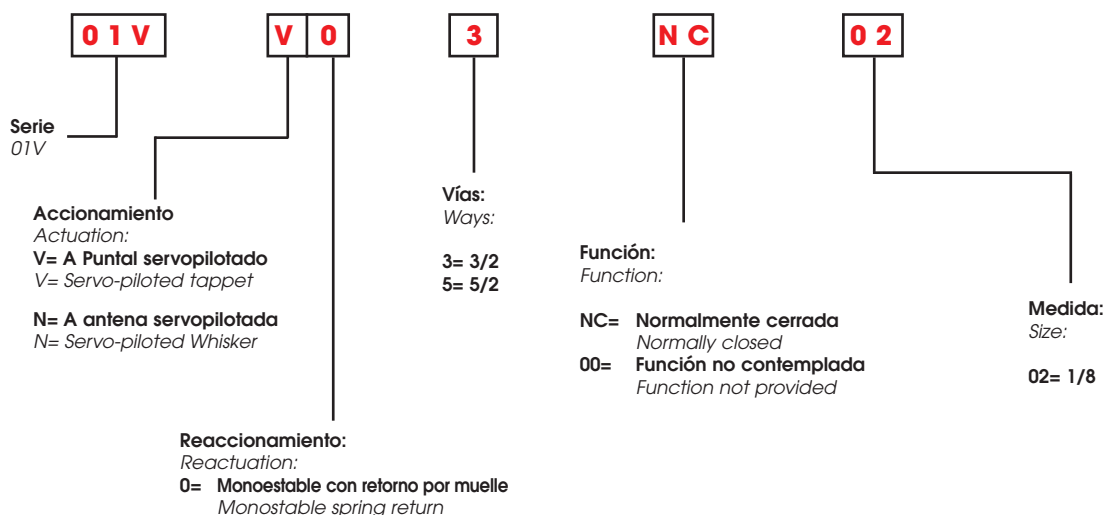 01V V 0 3 NC 02
Serie
01V
Accionamiento
Actuation:
V= A Puntal servopilotado
V= Servo-piloted tappet
N= A antena servopilotada
N= Servo-piloted Whisker
Reaccionamiento:
Reactuation:
0= Monoestable con retorno por muelle
Monostable spring return
Vías:
Ways:
3= 3/2
5= 5/2
Función:
Function:
NC= Normalmente cerrada
Normally closed
00= Función no contemplada
Function not provided
Medida:
Size:
02= 1/8